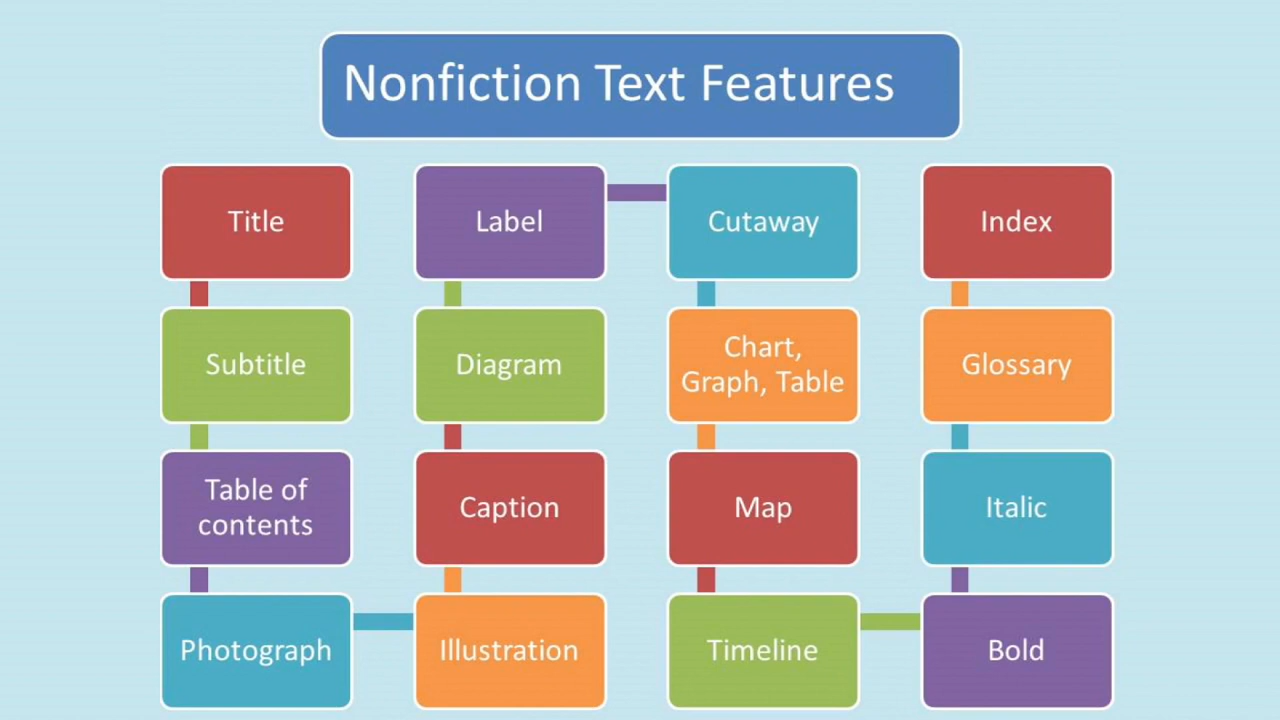 Nonfiction Text Features
Title
Subtitle
Table of
contents
Photograph
Illustration
Caption
Diagram
Label
Cutaway
Chart,
Graph, Table
Map
Timeline
Bold
Italic
Glossary
Index